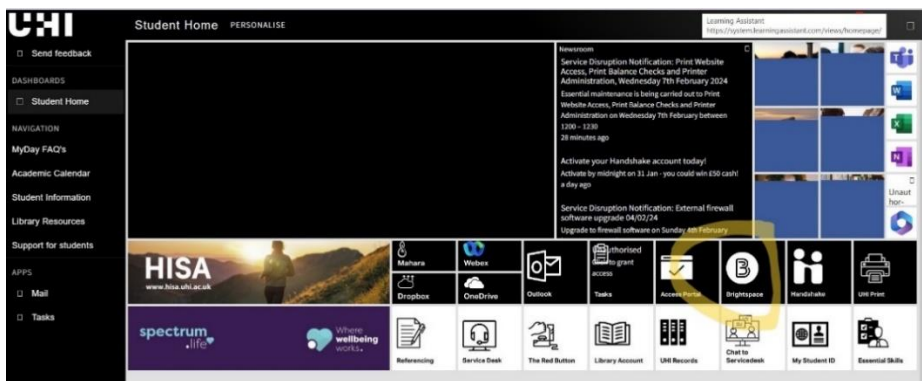 UHI
Student Home PERSONALISE
Learning Assistant
https://system.learningassistant.com/views/homepage/
Send feedback
DASHBOARDS
Student Home
NAVIGATION
MyDay FAQ's
Academic Calendar
Student Information
Library Resources
Support for students
APPS
Mail
Tasks
Newsroom
Service Disruption Notification: Print Website
Access, Print Balance Checks and Printer
Administration, Wednesday 7th February 2024
Essential maintenance is being carried out to Print
Website Access, Print Balance Checks and Printer
Administration on Wednesday 7th February between
1200 – 1230
28 minutes ago
Activate your Handshake account today!
Activate by midnight on 31 Jan - you could win £50 cash!
a day ago
Service Disruption Notification: External firewall
software upgrade 04/02/24
Upgrade to firewall software on Sunday 4th February
Unaut
hor-
HISA
www.hisa.uhi.ac.uk
Mahara
Webex
Dropbox
OneDrive
Outlook
to grant
access
Tasks
Access Portal
Brightspace
Handshake
UHI Print
spectrum
.life
Where
wellbeing
works.
Referencing
Service Desk
The Red Button
Library Account
UHI Records
Chat to
Servicedesk
My Student ID
Essential Skills